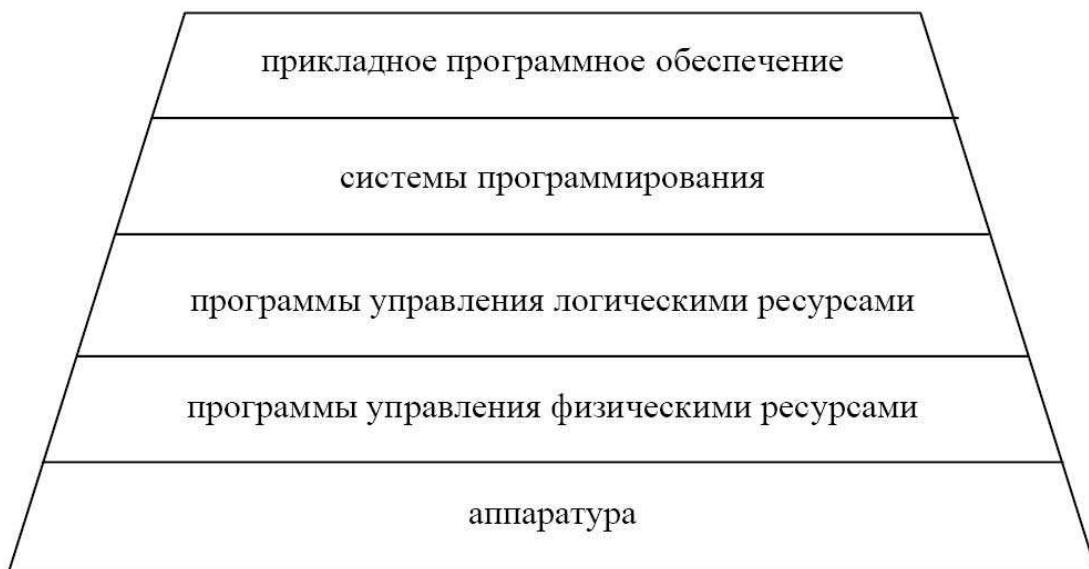 прикладное программное обеспечение
системы программирования
программы управления логическими ресурсами
программы управления физическими ресурсами
аппаратура